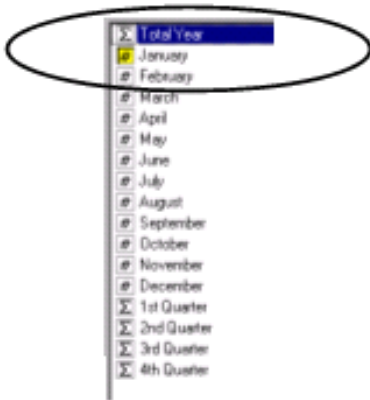 Σ Total Year
# January
# February
# March
# April
# May
# June
# July
# August
# September
# October
# November
# December
Σ 1st Quarter
Σ 2nd Quarter
Σ 3rd Quarter
Σ 4th Quarter